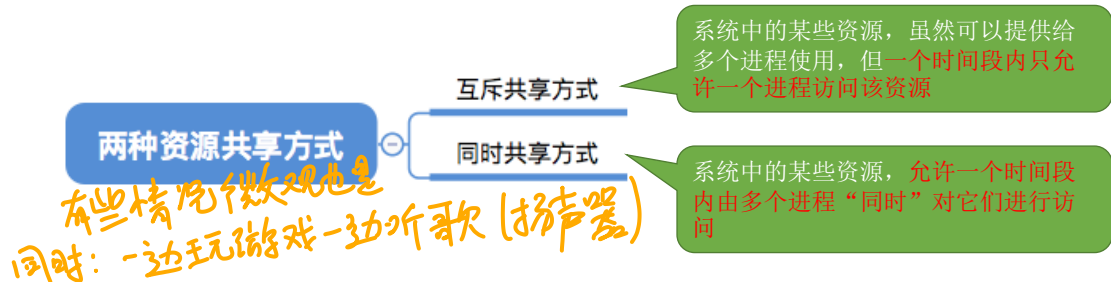 系统中的某些资源，虽然可以提供给
多个进程使用，但一个时间段内只允
许一个进程访问该资源
互斥共享方式
两种资源共享方式
同时共享方式
系统中的某些资源，允许一个时间段
内由多个进程“同时”对它们进行访
问
有些情况微观也是
同时：一边玩游戏一边听歌（扬声器）